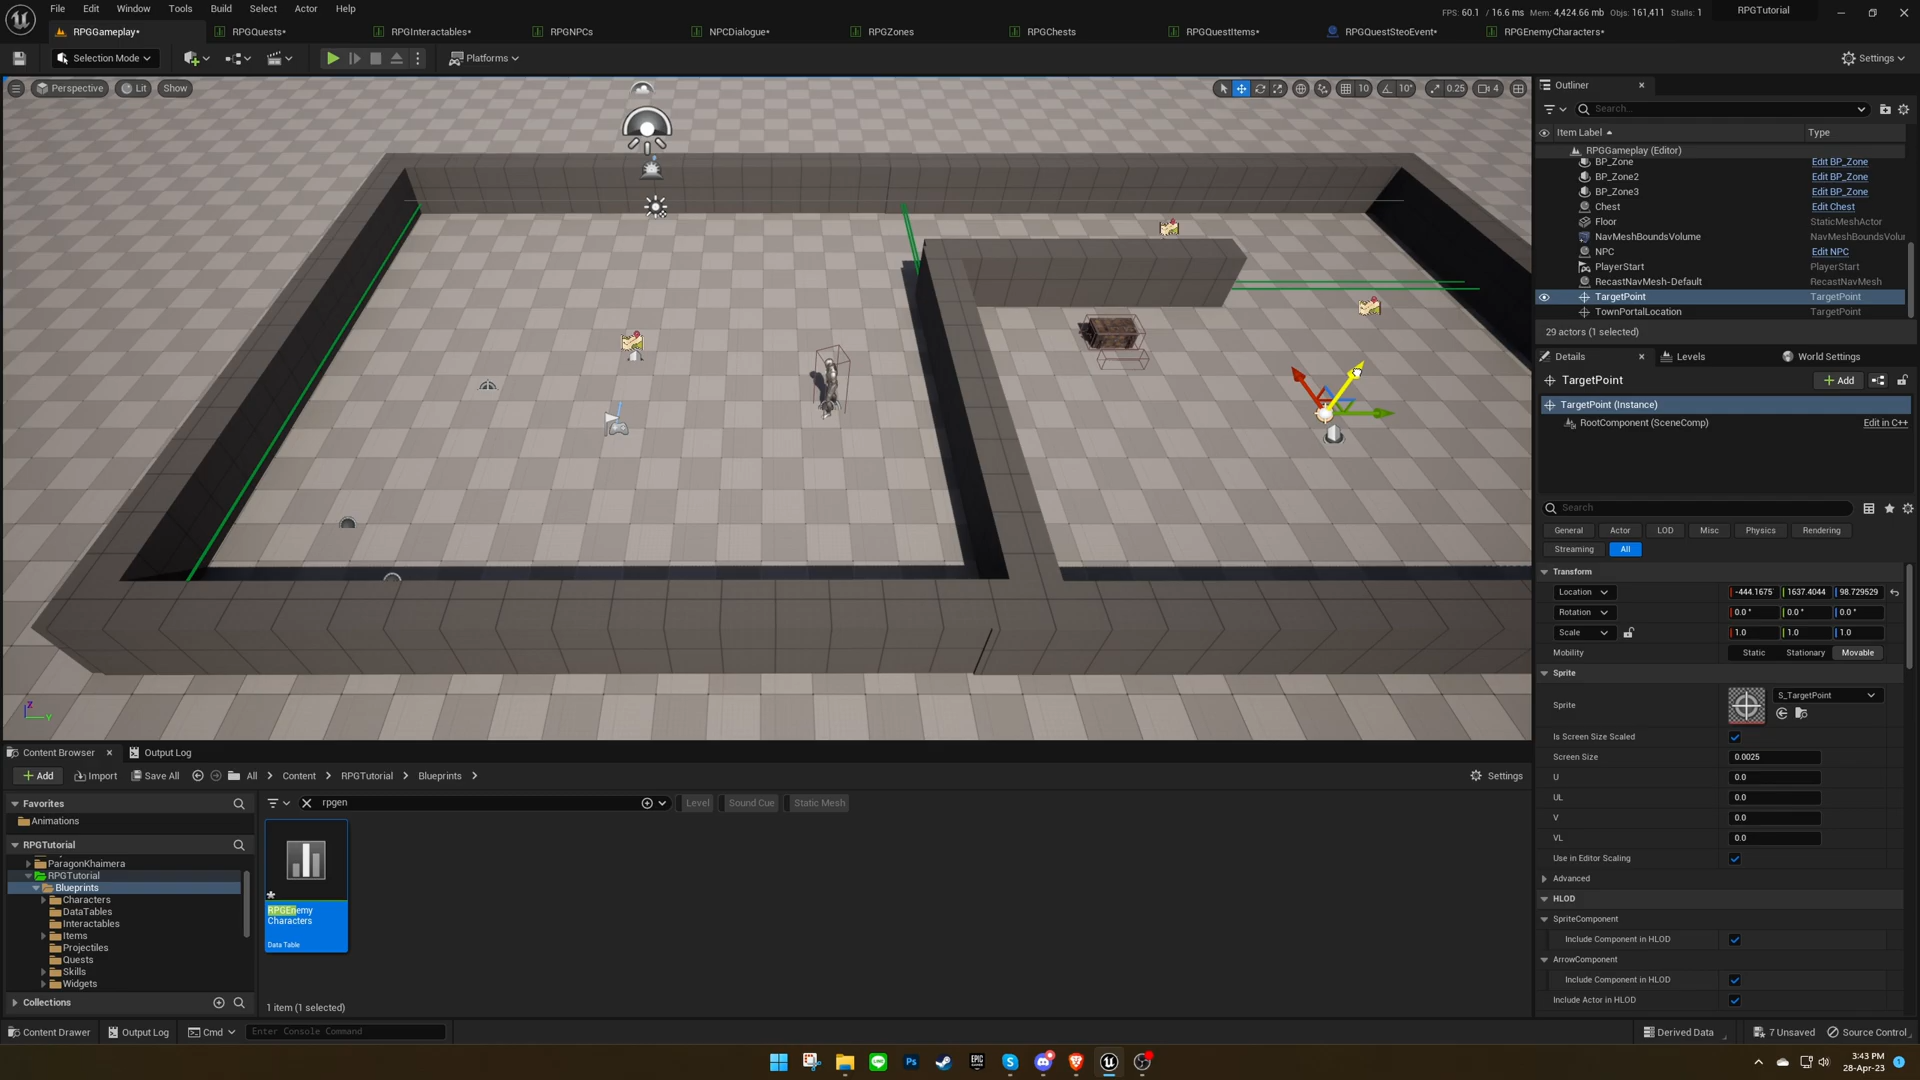 File Edit Window Tools Build Select Actor Help
FPS: 60.1 / 16.6 ms Mem: 4,424.66 mb Objs: 161,411 Stalls: 1
RPGTutorial
RPGGameplay•
RPGQuests•
RPGInteractables•
RPGNPCs
NPCDialogue•
RPGZones
RPGChests
RPGQuestItems•
RPGQuestSteoEvent•
RPGEnemyCharacters•
Selection Mode
Platforms
Settings
Perspective
Lit
Show
10
10°
0.25
4
Outliner
Search...
Item Label
Type
RPGGameplay (Editor)
BP_Zone Edit BP_Zone
BP_Zone2 Edit BP_Zone
BP_Zone3 Edit BP_Zone
Chest Edit Chest
Floor StaticMeshActor
NavMeshBoundsVolume NavMeshBoundsVolu
NPC Edit NPC
PlayerStart PlayerStart
RecastNavMesh-Default RecastNavMesh
TargetPoint TargetPoint
TownPortalLocation TargetPoint
29 actors (1 selected)
Details
Levels
World Settings
TargetPoint
Add
TargetPoint (Instance)
RootComponent (SceneComp) Edit in C++
Search
General Actor LOD Misc Physics Rendering
Streaming All
Transform
Location -444.1675 1637.4044 98.729529
Rotation 0.0 ° 0.0 ° 0.0 °
Scale 1.0 1.0 1.0
Mobility Static Stationary Movable
Sprite
Sprite S_TargetPoint
Is Screen Size Scaled
Screen Size 0.0025
U 0.0
UL 0.0
V 0.0
VL 0.0
Use in Editor Scaling
Advanced
HLOD
SpriteComponent
Include Component in HLOD
ArrowComponent
Include Component in HLOD
Include Actor in HLOD
Z
Y
Content Browser
Output Log
Add Import Save All All Content RPGTutorial Blueprints Settings
Favorites
Animations
RPGTutorial
ParagonKhaimera
RPGTutorial
Blueprints
Characters
DataTables
Interactables
Items
Projectiles
Quests
Skills
Widgets
Collections
rpgen
Level Sound Cue Static Mesh
RPGEnemy
Characters
Data Table
1 item (1 selected)
Content Drawer Output Log Cmd Enter Console Command Derived Data 7 Unsaved Source Control
Ps
EPIC
3:43 PM
28-Apr-23